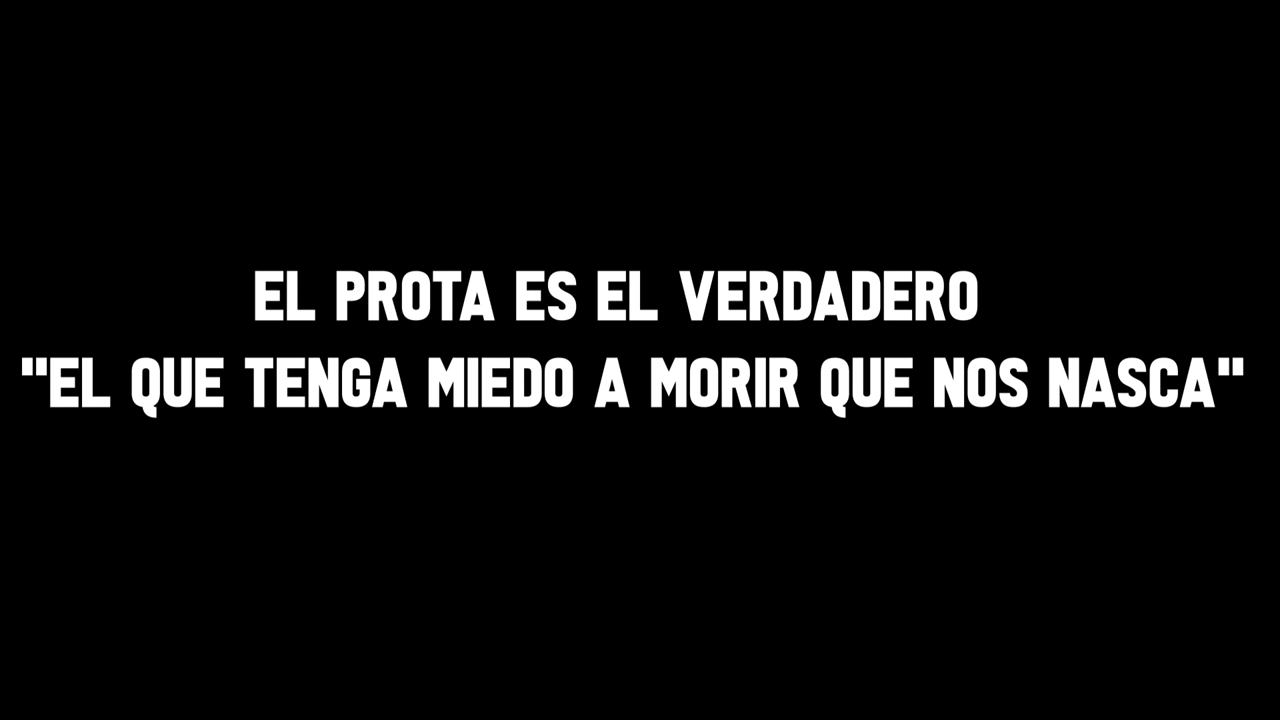 EL PROTA ES EL VERDADERO
"EL QUE TENGA MIEDO A MORIR QUE NOS NASCA"